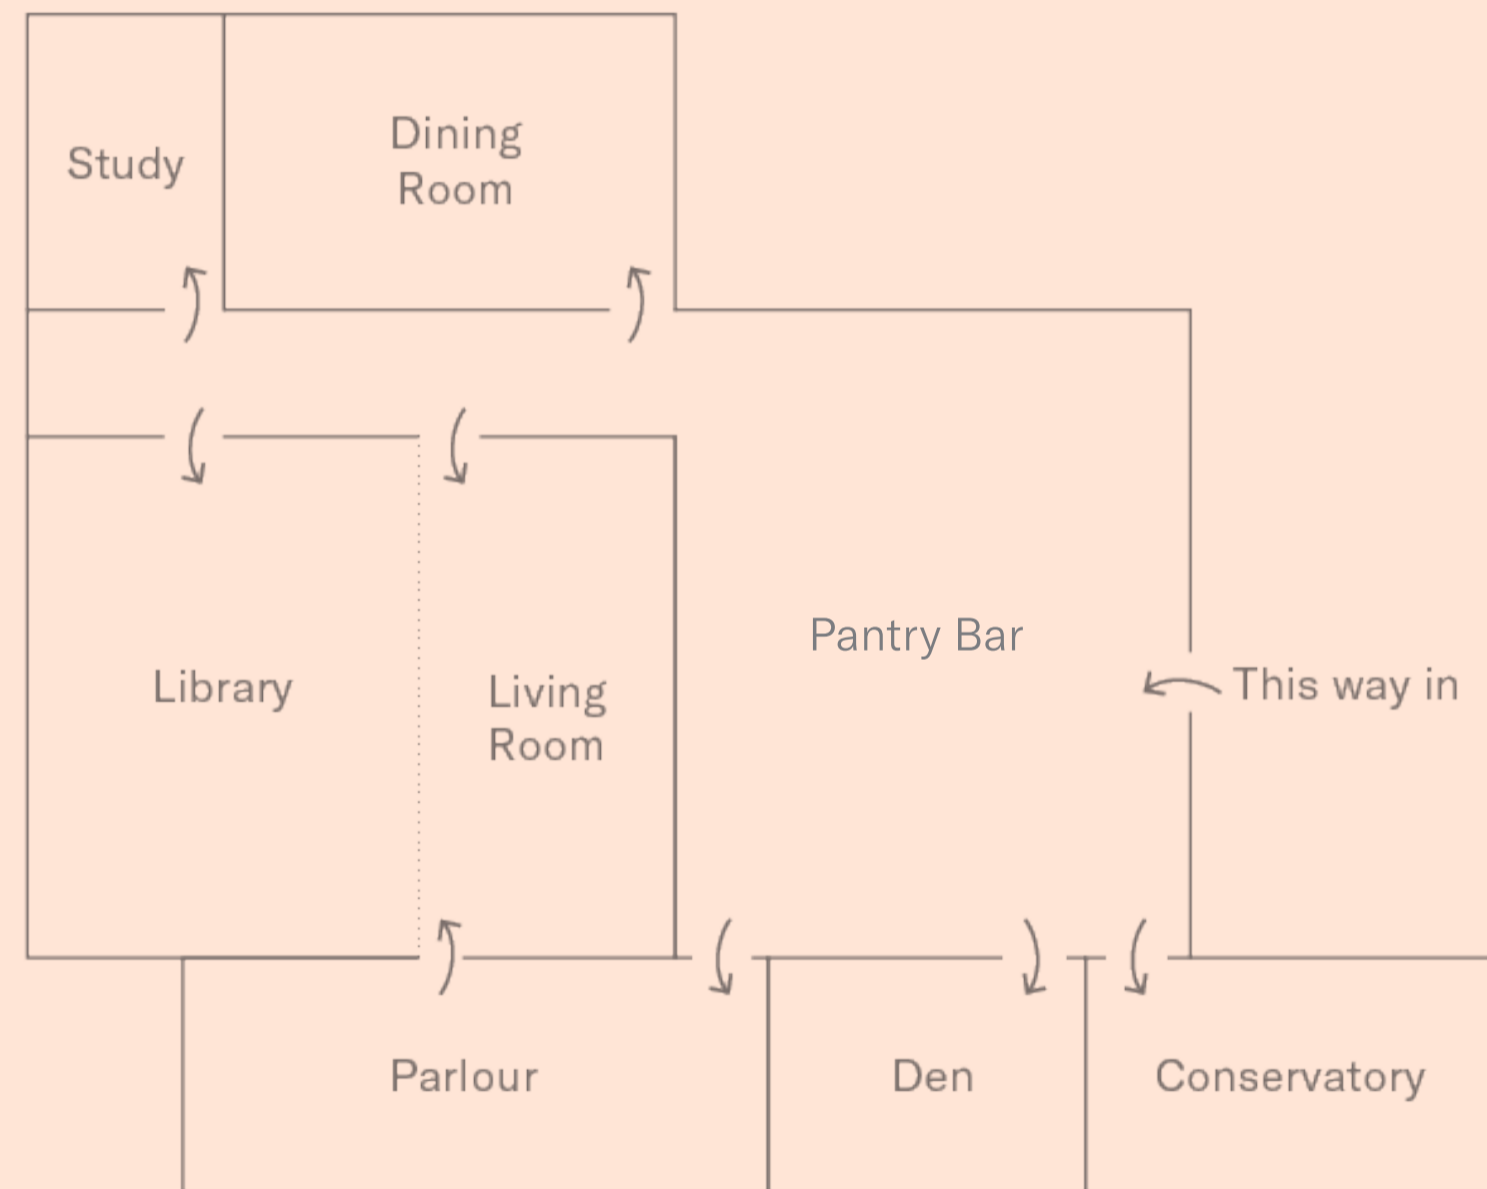 Study
Dining
Room
Library
Living
Room
Pantry Bar
This way in
Parlour
Den
Conservatory